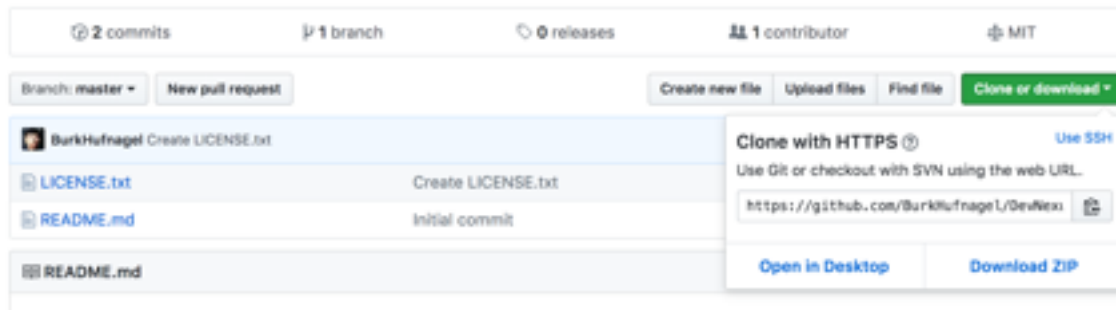 2 commits 1 branch 0 releases 1 contributor MIT
Branch: master New pull request Create new file Upload files Find file Clone or download
BurkHufnagel Create LICENSE.txt
Clone with HTTPS Use SSH
Use Git or checkout with SVN using the web URL.
LICENSE.txt Create LICENSE.txt
https://github.com/BurkHufnagel/DevNexu
README.md Initial commit
README.md
Open in Desktop Download ZIP